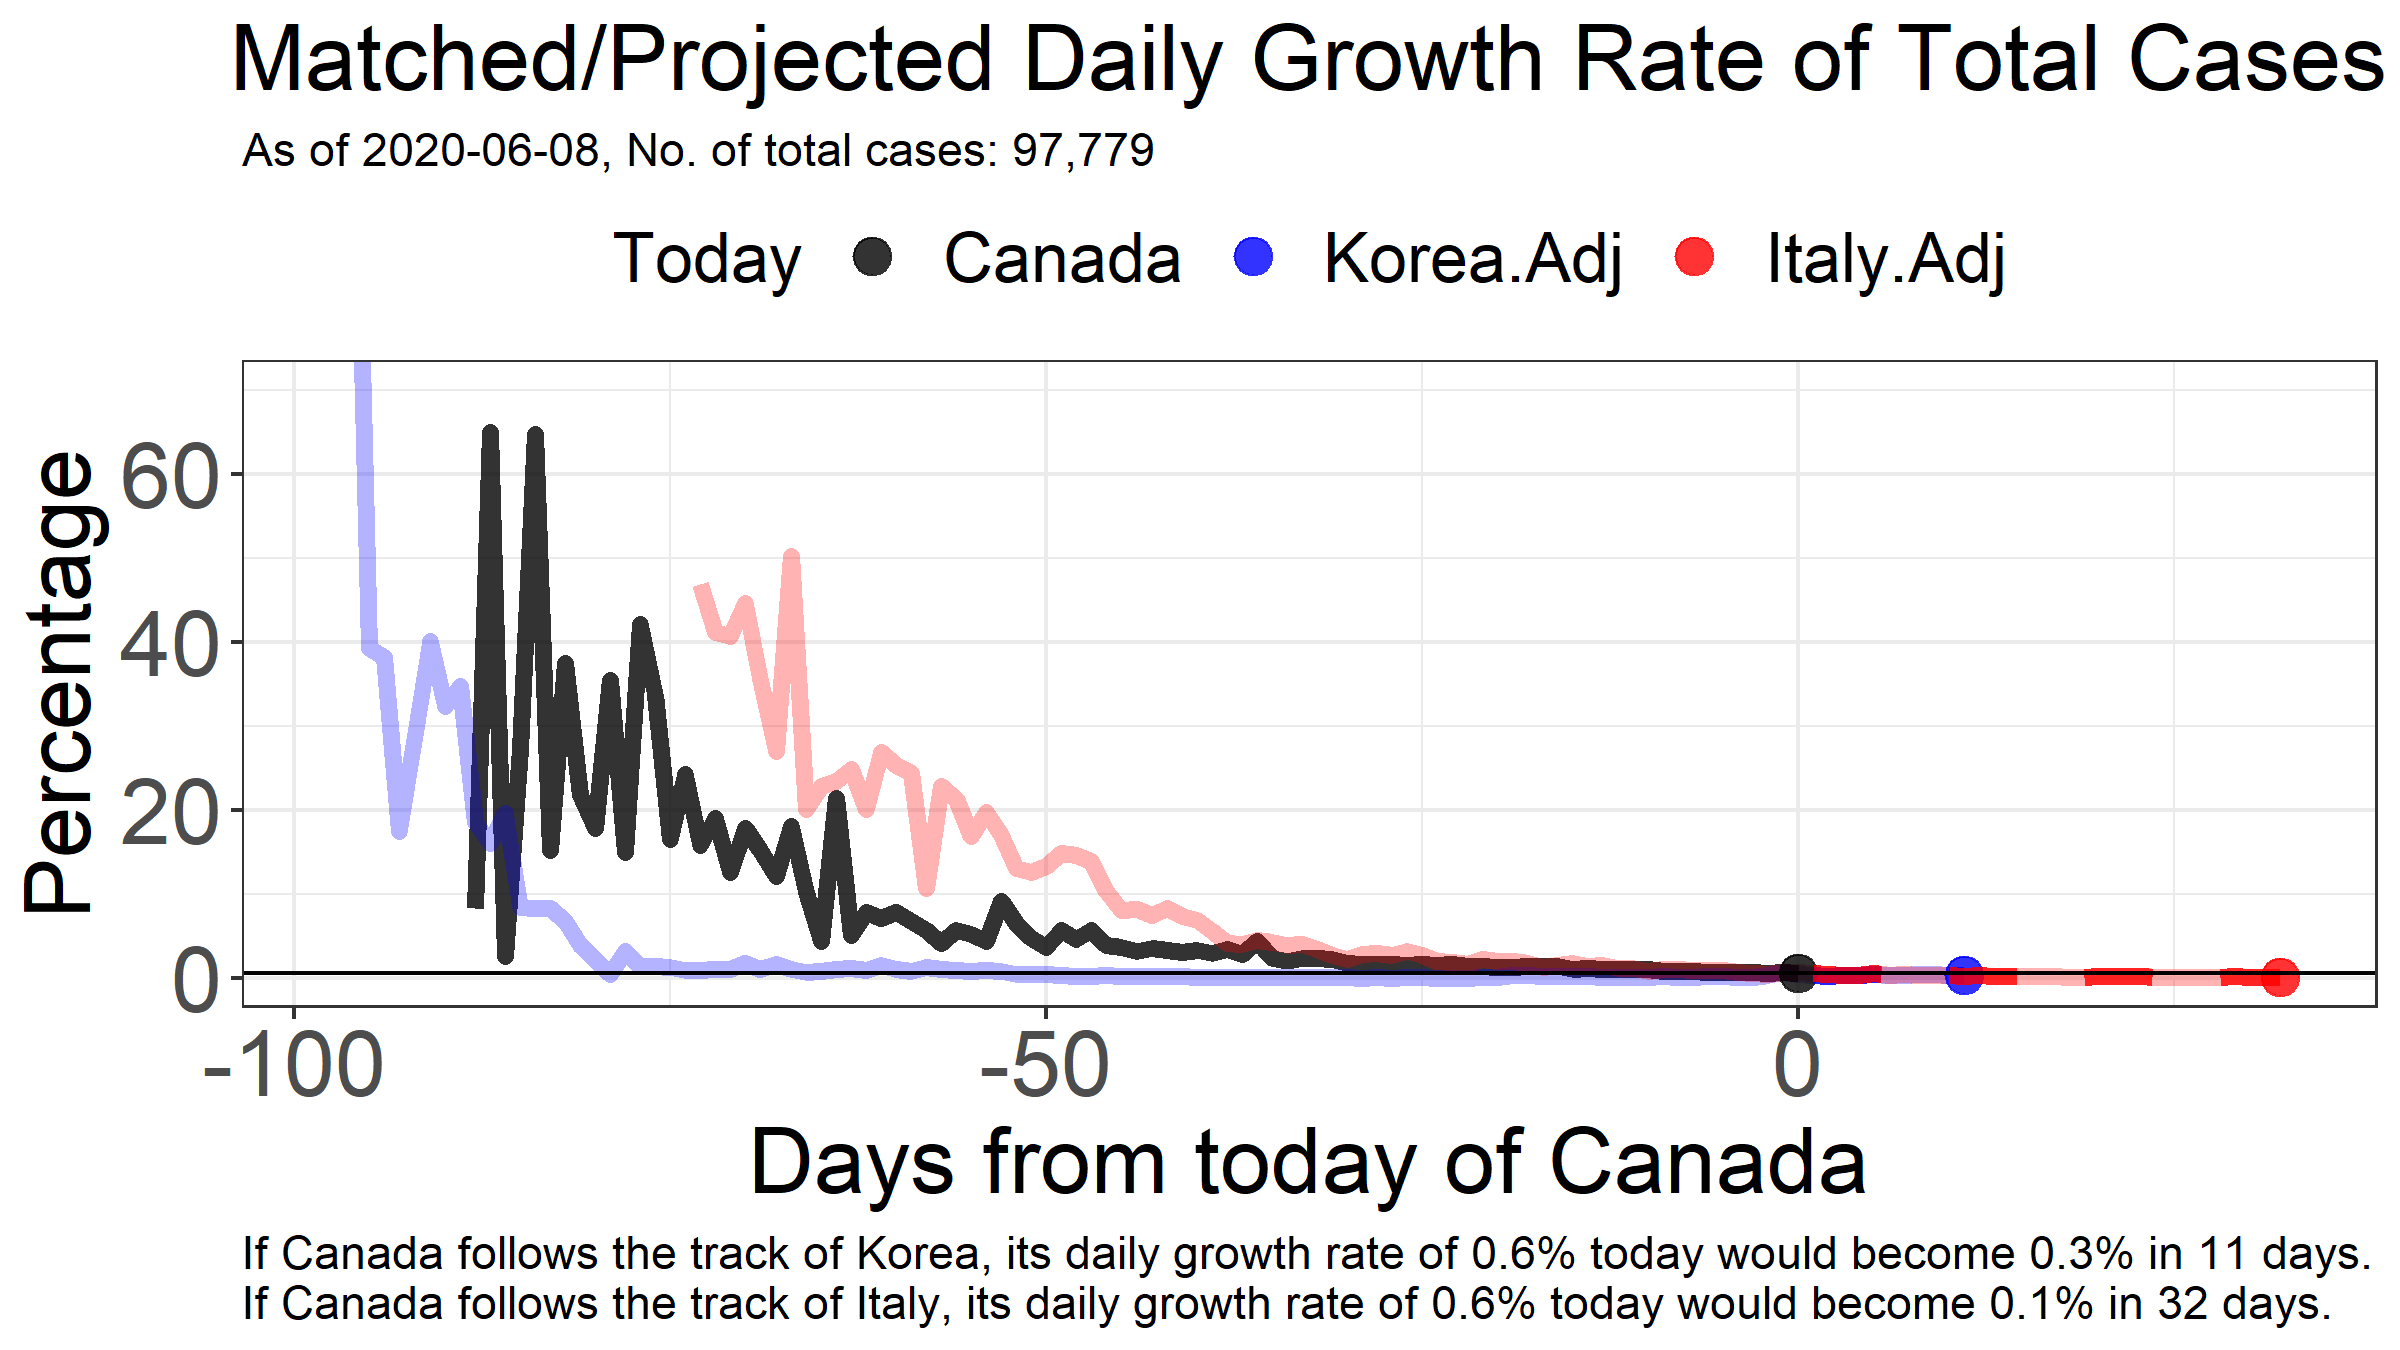 Matched/Projected Daily Growth Rate of Total Cases
As of 2020-06-08, No. of total cases: 97,779
Today Canada Korea.Adj Italy.Adj
Percentage
60
40
20
0
-100 -50 0
Days from today of Canada
If Canada follows the track of Korea, its daily growth rate of 0.6% today would become 0.3% in 11 days.
If Canada follows the track of Italy, its daily growth rate of 0.6% today would become 0.1% in 32 days.